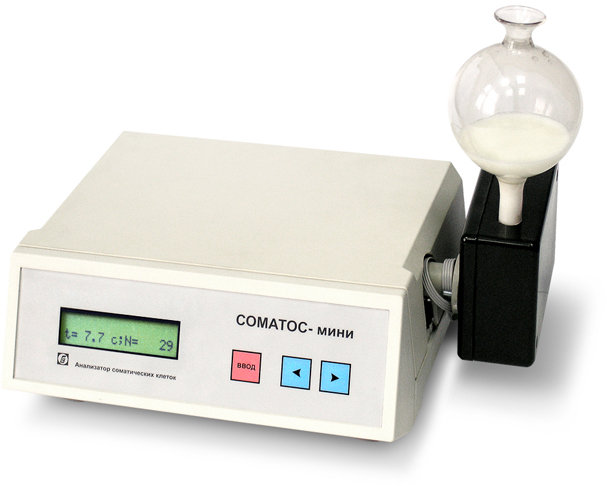 СОМАТОС- мини
t= 7.7 c;N= 29
ВВОД
Анализатор соматических клеток